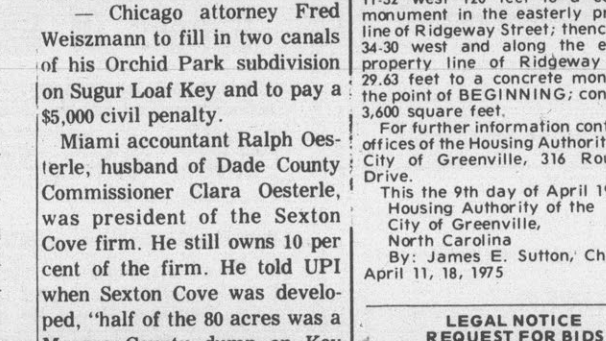 — Chicago attorney Fred
Weiszmann to fill in two canals
of his Orchid Park subdivision
on Sugur Loaf Key and to pay a
$5,000 civil penalty.
Miami accountant Ralph Oes-
terle, husband of Dade County
Commissioner Clara Oesterle,
was president of the Sexton
Cove firm. He still owns 10 per
cent of the firm. He told UPI
when Sexton Cove was develo-
ped, "half of the 80 acres was a
monument in the easterly
line of Ridgeway Street; thenc
34-30 west and along the
property line of Ridgeway
29.63 feet to a concrete mon
the point of BEGINNING; con
3,600 square feet.
For further information cont
offices of the Housing Authorit
City of Greenville, 316 Rou
Drive.
This the 9th day of April
Housing Authority of the
City of Greenville,
North Carolina
By: James E. Sutton, Ch
April 11, 18, 1975
LEGAL NOTICE
REQUEST FOR BIDS